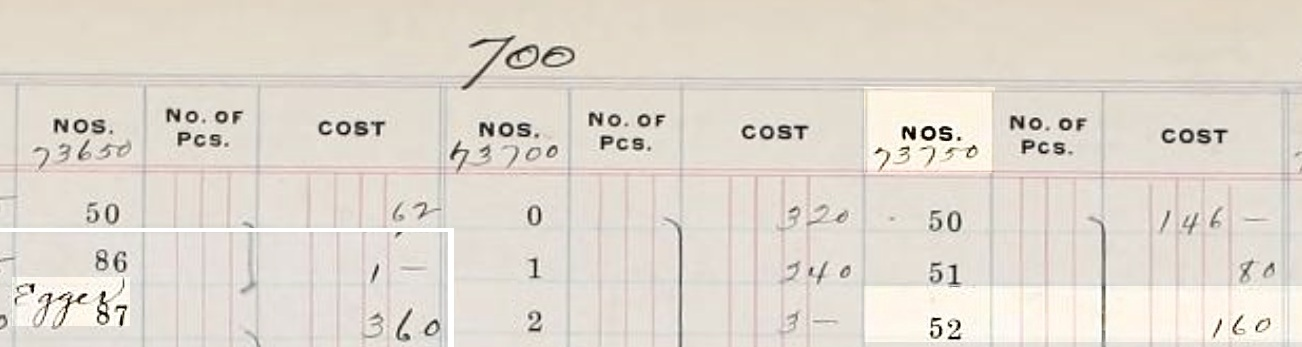 700
NOS. No. OF Pcs. COST NOS. No. OF Pcs. COST NOS. No. OF Pcs. COST
73650 73700 73750
50 62 0 320 50 146 —
86 1 — 1 240 51 80
Egger 87 360 2 3 — 52 160